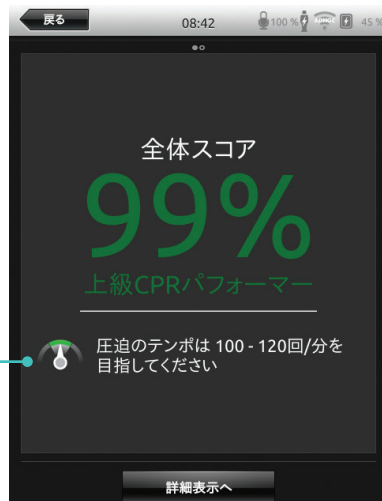 戻る
08:42
100 %
45 %
全体スコア
99%
上級CPRパフォーマー
圧迫のテンポは 100 - 120回/分を
目指してください
詳細表示へ